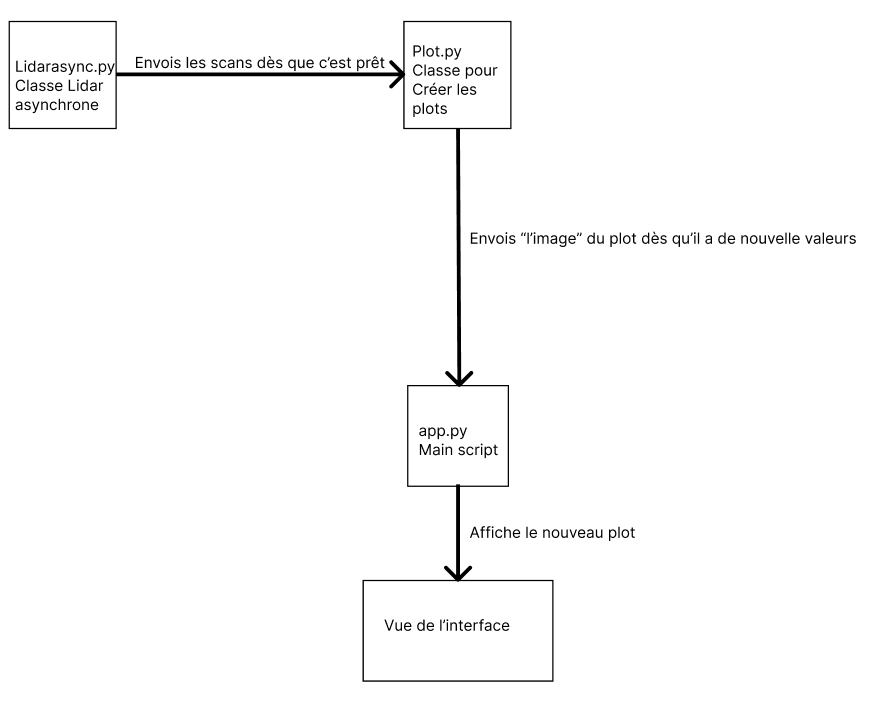 Lidarasync.py
Classe Lidar
asynchrone
Envois les scans dès que c’est prêt
Plot.py
Classe pour
Créer les
plots
Envois “l’image” du plot dès qu’il a de nouvelle valeurs
app.py
Main script
Affiche le nouveau plot
Vue de l’interface